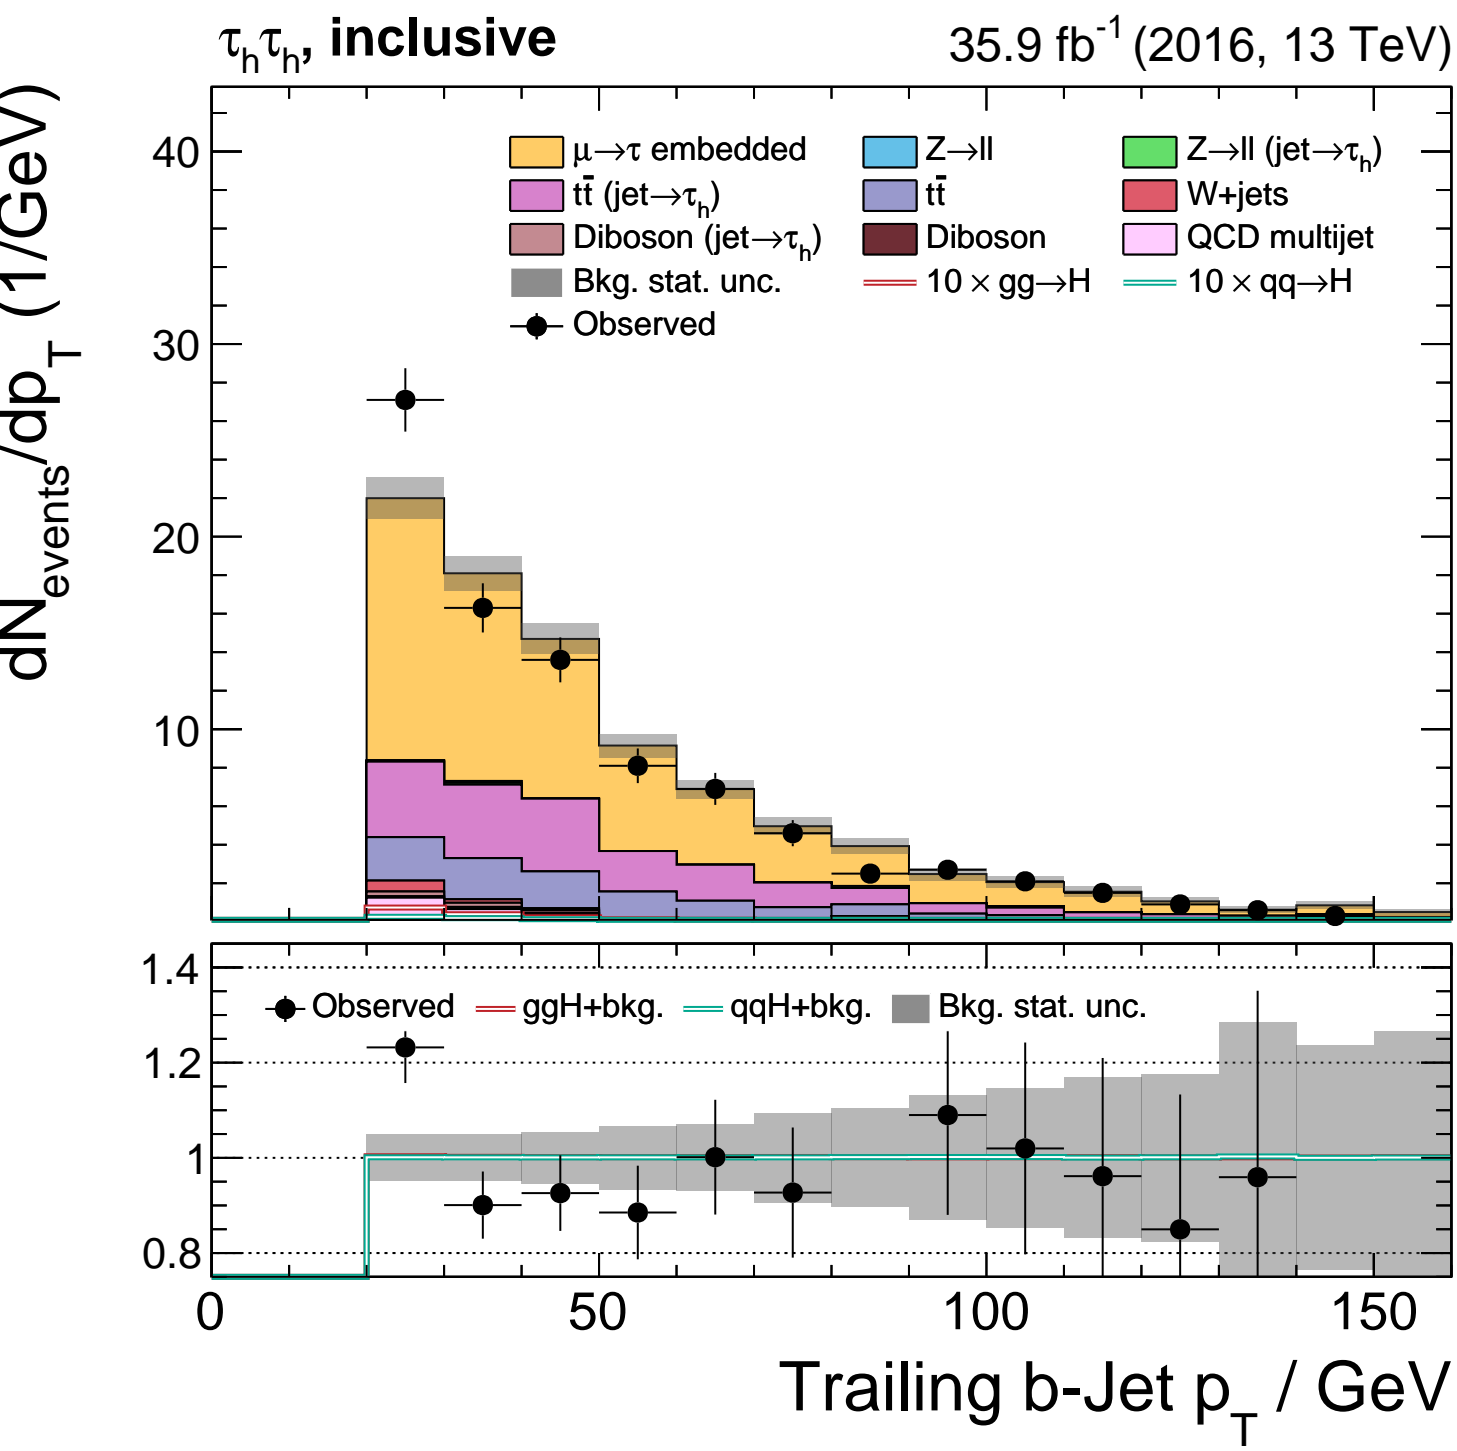 τhτh, inclusive
35.9 fb-1 (2016, 13 TeV)
dNevents/dpT (1/GeV)
40
30
20
10
μ→τ embedded
Z→ll
Z→ll (jet→τh)
tt̄ (jet→τh)
tt̄
W+jets
Diboson (jet→τh)
Diboson
QCD multijet
Bkg. stat. unc.
10 × gg→H
10 × qq→H
Observed
1.4
1.2
1
0.8
Observed
ggH+bkg.
qqH+bkg.
Bkg. stat. unc.
0
50
100
150
Trailing b-Jet pT / GeV